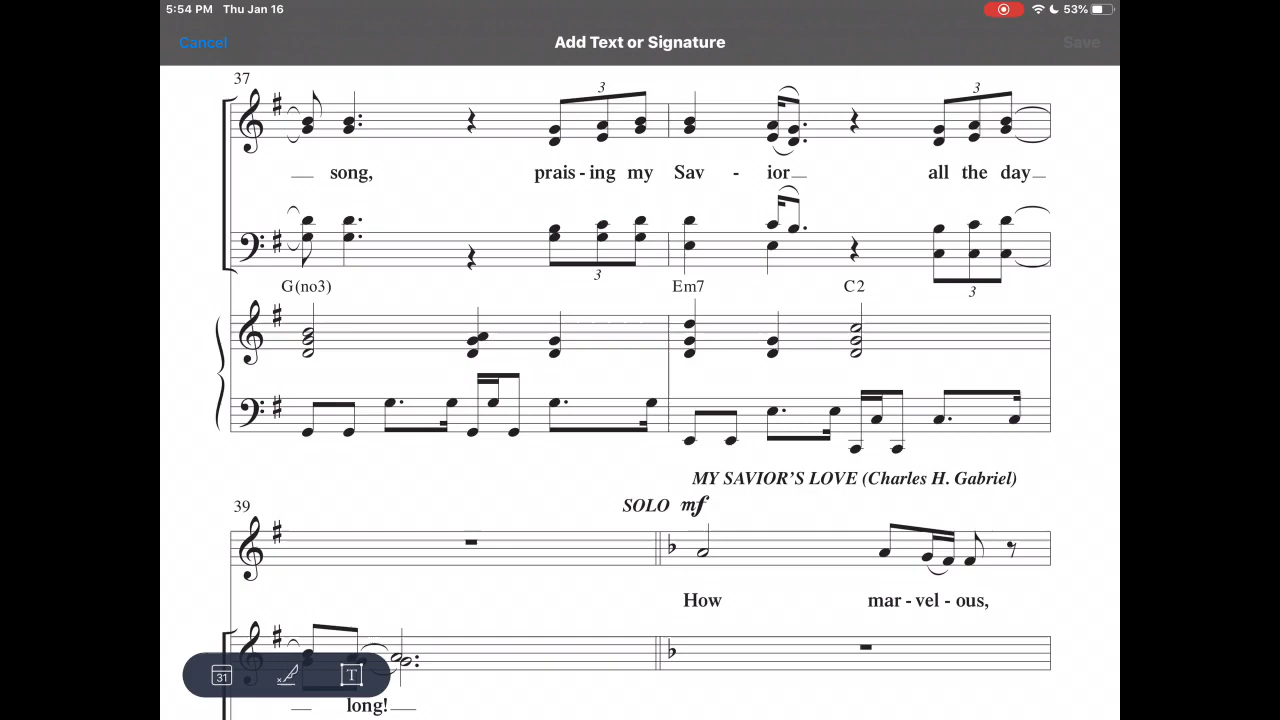 5:54 PM Thu Jan 16 53%
Cancel Add Text or Signature Save
37
3 3
song, prais - ing my Sav - ior all the day
3 3
G(no3) Em7 C2
MY SAVIOR'S LOVE (Charles H. Gabriel)
39 SOLO mf
How mar - vel - ous,
31 T
long!